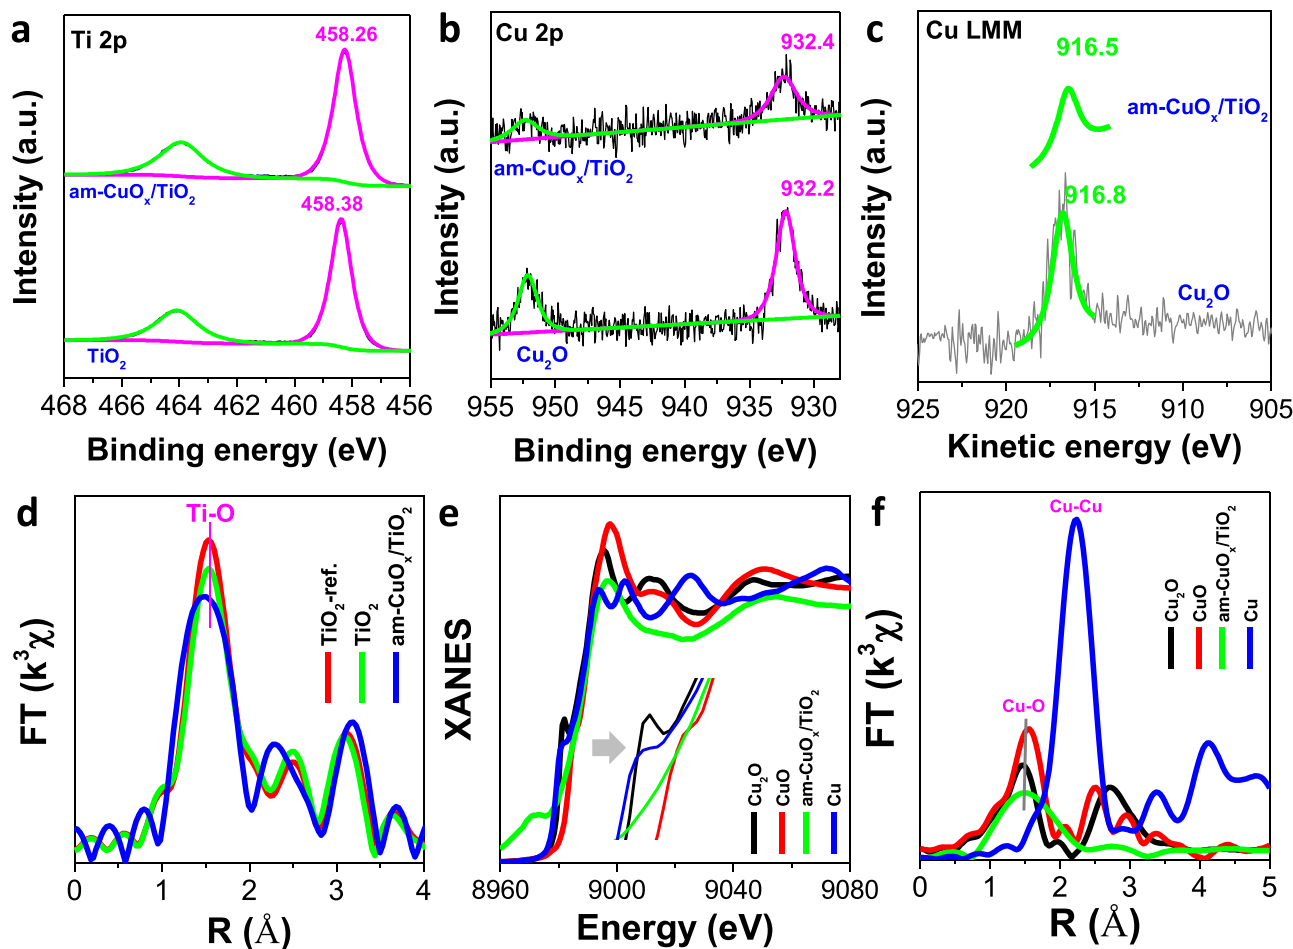 a
Ti 2p
458.26
am-CuOₓ/TiO₂
458.38
TiO₂
Intensity (a.u.)
468 466 464 462 460 458 456
Binding energy (eV)
b
Cu 2p
932.4
am-CuOₓ/TiO₂
932.2
Cu₂O
Intensity (a.u.)
955 950 945 940 935 930
Binding energy (eV)
c
Cu LMM
916.5
am-CuOₓ/TiO₂
916.8
Cu₂O
Intensity (a.u.)
925 920 915 910 905
Kinetic energy (eV)
d
Ti-O
TiO₂-ref.
TiO₂
am-CuOₓ/TiO₂
FT (k³χ)
0 1 2 3 4
R (Å)
e
XANES
Cu₂O
CuO
am-CuOₓ/TiO₂
Cu
8960 9000 9040 9080
Energy (eV)
f
Cu-Cu
Cu-O
Cu₂O
CuO
am-CuOₓ/TiO₂
Cu
FT (k³χ)
0 1 2 3 4 5
R (Å)